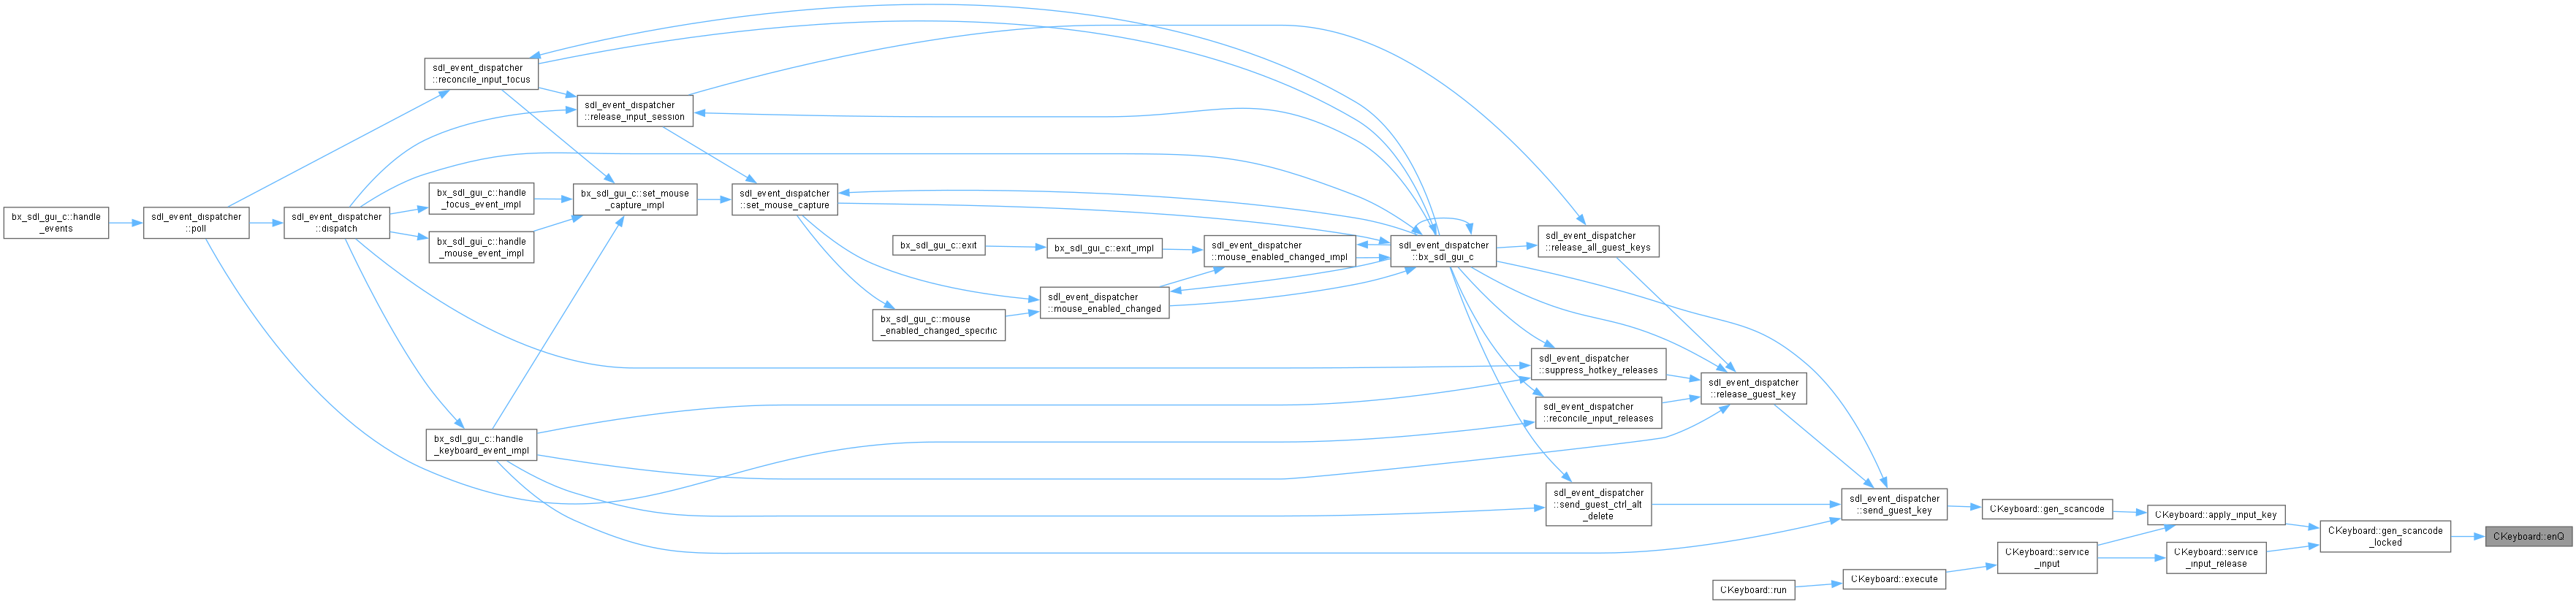 sdl_event_dispatcher
::reconcile_input_focus
sdl_event_dispatcher
::release_input_session
bx_sdl_gui_c::handle
_focus_event_impl
bx_sdl_gui_c::set_mouse
_capture_impl
sdl_event_dispatcher
::set_mouse_capture
bx_sdl_gui_c::handle
_events
sdl_event_dispatcher
::poll
sdl_event_dispatcher
::dispatch
bx_sdl_gui_c::handle
_mouse_event_impl
bx_sdl_gui_c::exit
bx_sdl_gui_c::exit_impl
sdl_event_dispatcher
::mouse_enabled_changed_impl
sdl_event_dispatcher
::bx_sdl_gui_c
sdl_event_dispatcher
::release_all_guest_keys
sdl_event_dispatcher
::mouse_enabled_changed
bx_sdl_gui_c::mouse
_enabled_changed_specific
sdl_event_dispatcher
::suppress_hotkey_releases
sdl_event_dispatcher
::release_guest_key
sdl_event_dispatcher
::reconcile_input_releases
bx_sdl_gui_c::handle
_keyboard_event_impl
sdl_event_dispatcher
::send_guest_ctrl_alt
_delete
sdl_event_dispatcher
::send_guest_key
CKeyboard::gen_scancode
CKeyboard::apply_input_key
CKeyboard::gen_scancode
_locked
CKeyboard::enQ
CKeyboard::service
_input
CKeyboard::service
_input_release
CKeyboard::execute
CKeyboard::run